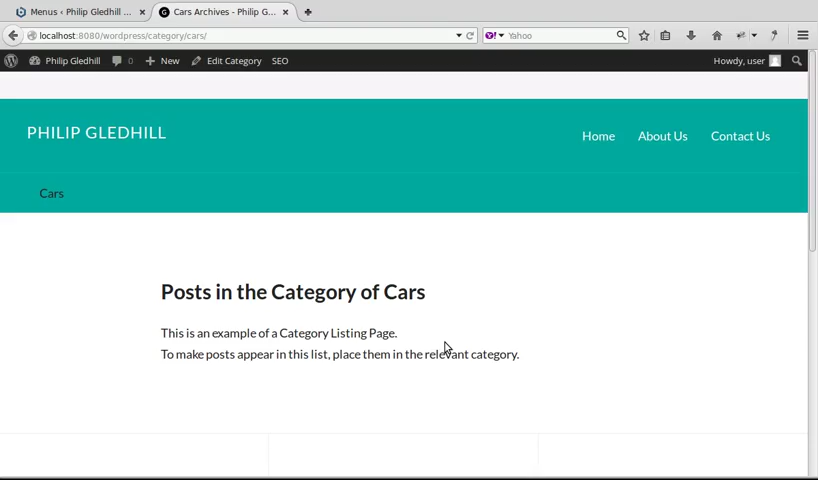 Menus ‹ Philip Gledhill ...
Cars Archives - Philip G...
localhost:8080/wordpress/category/cars/
Yahoo
Philip Gledhill
0
New
Edit Category
SEO
Howdy, user
PHILIP GLEDHILL
Home
About Us
Contact Us
Cars
Posts in the Category of Cars
This is an example of a Category Listing Page.
To make posts appear in this list, place them in the relevant category.